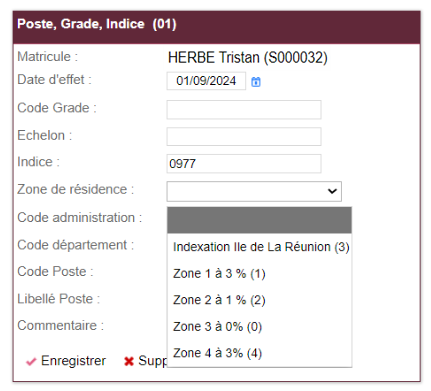 Poste, Grade, Indice (01)
Matricule : HERBE Tristan (S000032)
Date d'effet : 01/09/2024
Code Grade :
Echelon :
Indice : 0977
Zone de résidence :
Code administration :
Code département : Indexation Ile de La Réunion (3)
Code Poste : Zone 1 à 3 % (1)
Libellé Poste : Zone 2 à 1 % (2)
Commentaire : Zone 3 à 0% (0)
Zone 4 à 3% (4)
Enregistrer Supp